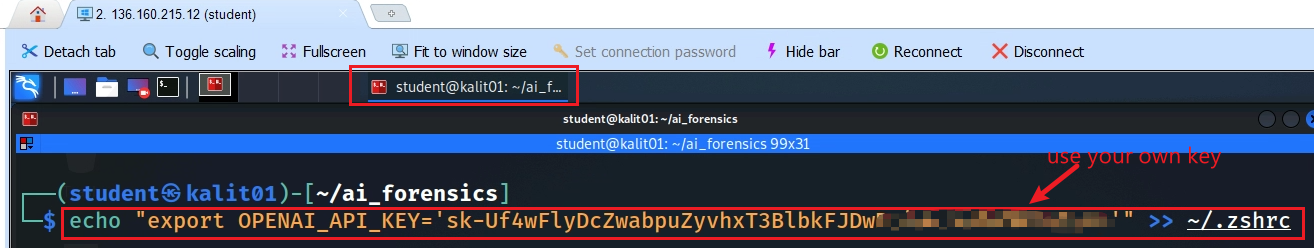 2. 136.160.215.12 (student)
Detach tab Toggle scaling Fullscreen Fit to window size Set connection password Hide bar Reconnect Disconnect
student@kalit01: ~/ai_f...
student@kalit01: ~/ai_forensics
student@kalit01: ~/ai_forensics 99x31
use your own key
(student㉿kalit01)-[~/ai_forensics]
$ echo "export OPENAI_API_KEY='sk-Uf4wFlyDcZwabpuZyvhxT3BlbkFJDw '" >> ~/.zshrc